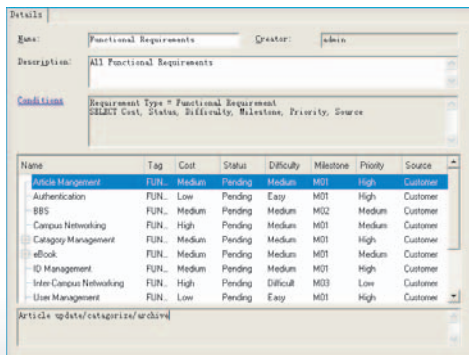 Details
Name: Functional Requirements Creator: admin
Description: All Functional Requirements
Conditions Requirement Type = Functional Requirement
SELECT Cost, Status, Difficulty, Milestone, Priority, Source
Name Tag Cost Status Difficulty Milestone Priority Source
Article Mangement FUN... Medium Pending Medium M01 High Customer
Authentication FUN... Low Pending Easy M01 High Customer
BBS FUN... Medium Pending Medium M02 Medium Customer
Campus Networking FUN... High Pending Medium M01 Medium Customer
Catagory Management FUN... Medium Pending Medium M01 High Customer
eBook FUN... Medium Pending Medium M01 Medium Customer
ID Management FUN... Medium Pending Medium M01 High Customer
Inter-Campus Networking FUN... High Pending Difficult M03 Low Customer
User Management FUN... Low Pending Easy M01 High Customer
Article update/catagorize/archive